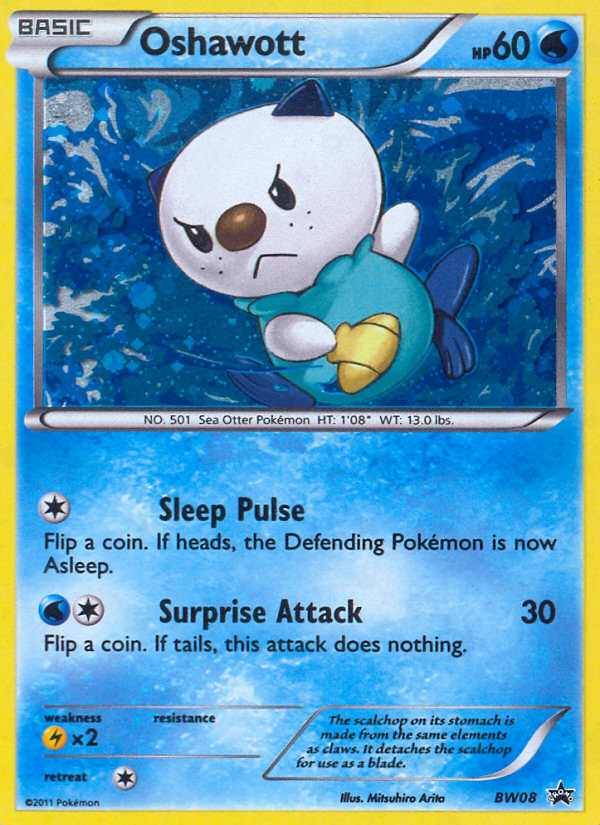 BASIC
Oshawott
HP60
NO. 501 Sea Otter Pokémon HT: 1'08" WT: 13.0 lbs.
Sleep Pulse
Flip a coin. If heads, the Defending Pokémon is now
Asleep.
Surprise Attack 30
Flip a coin. If tails, this attack does nothing.
weakness resistance
×2
The scalchop on its stomach is
made from the same elements
as claws. It detaches the scalchop
for use as a blade.
retreat
©2011 Pokémon
Illus. Mitsuhiro Arita
BW08
PROMO